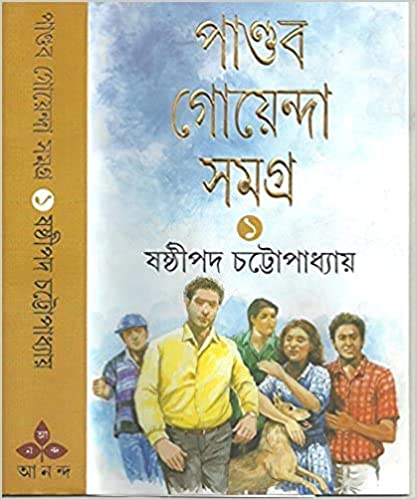 পাণ্ডব গোয়েন্দা সমগ্র ১ ষষ্ঠীপদ চট্টোপাধ্যায়
আ
ন ন্দ
আনন্দ
পাণ্ডব
গোয়েন্দা
সমগ্র
১
ষষ্ঠীপদ চট্টোপাধ্যায়